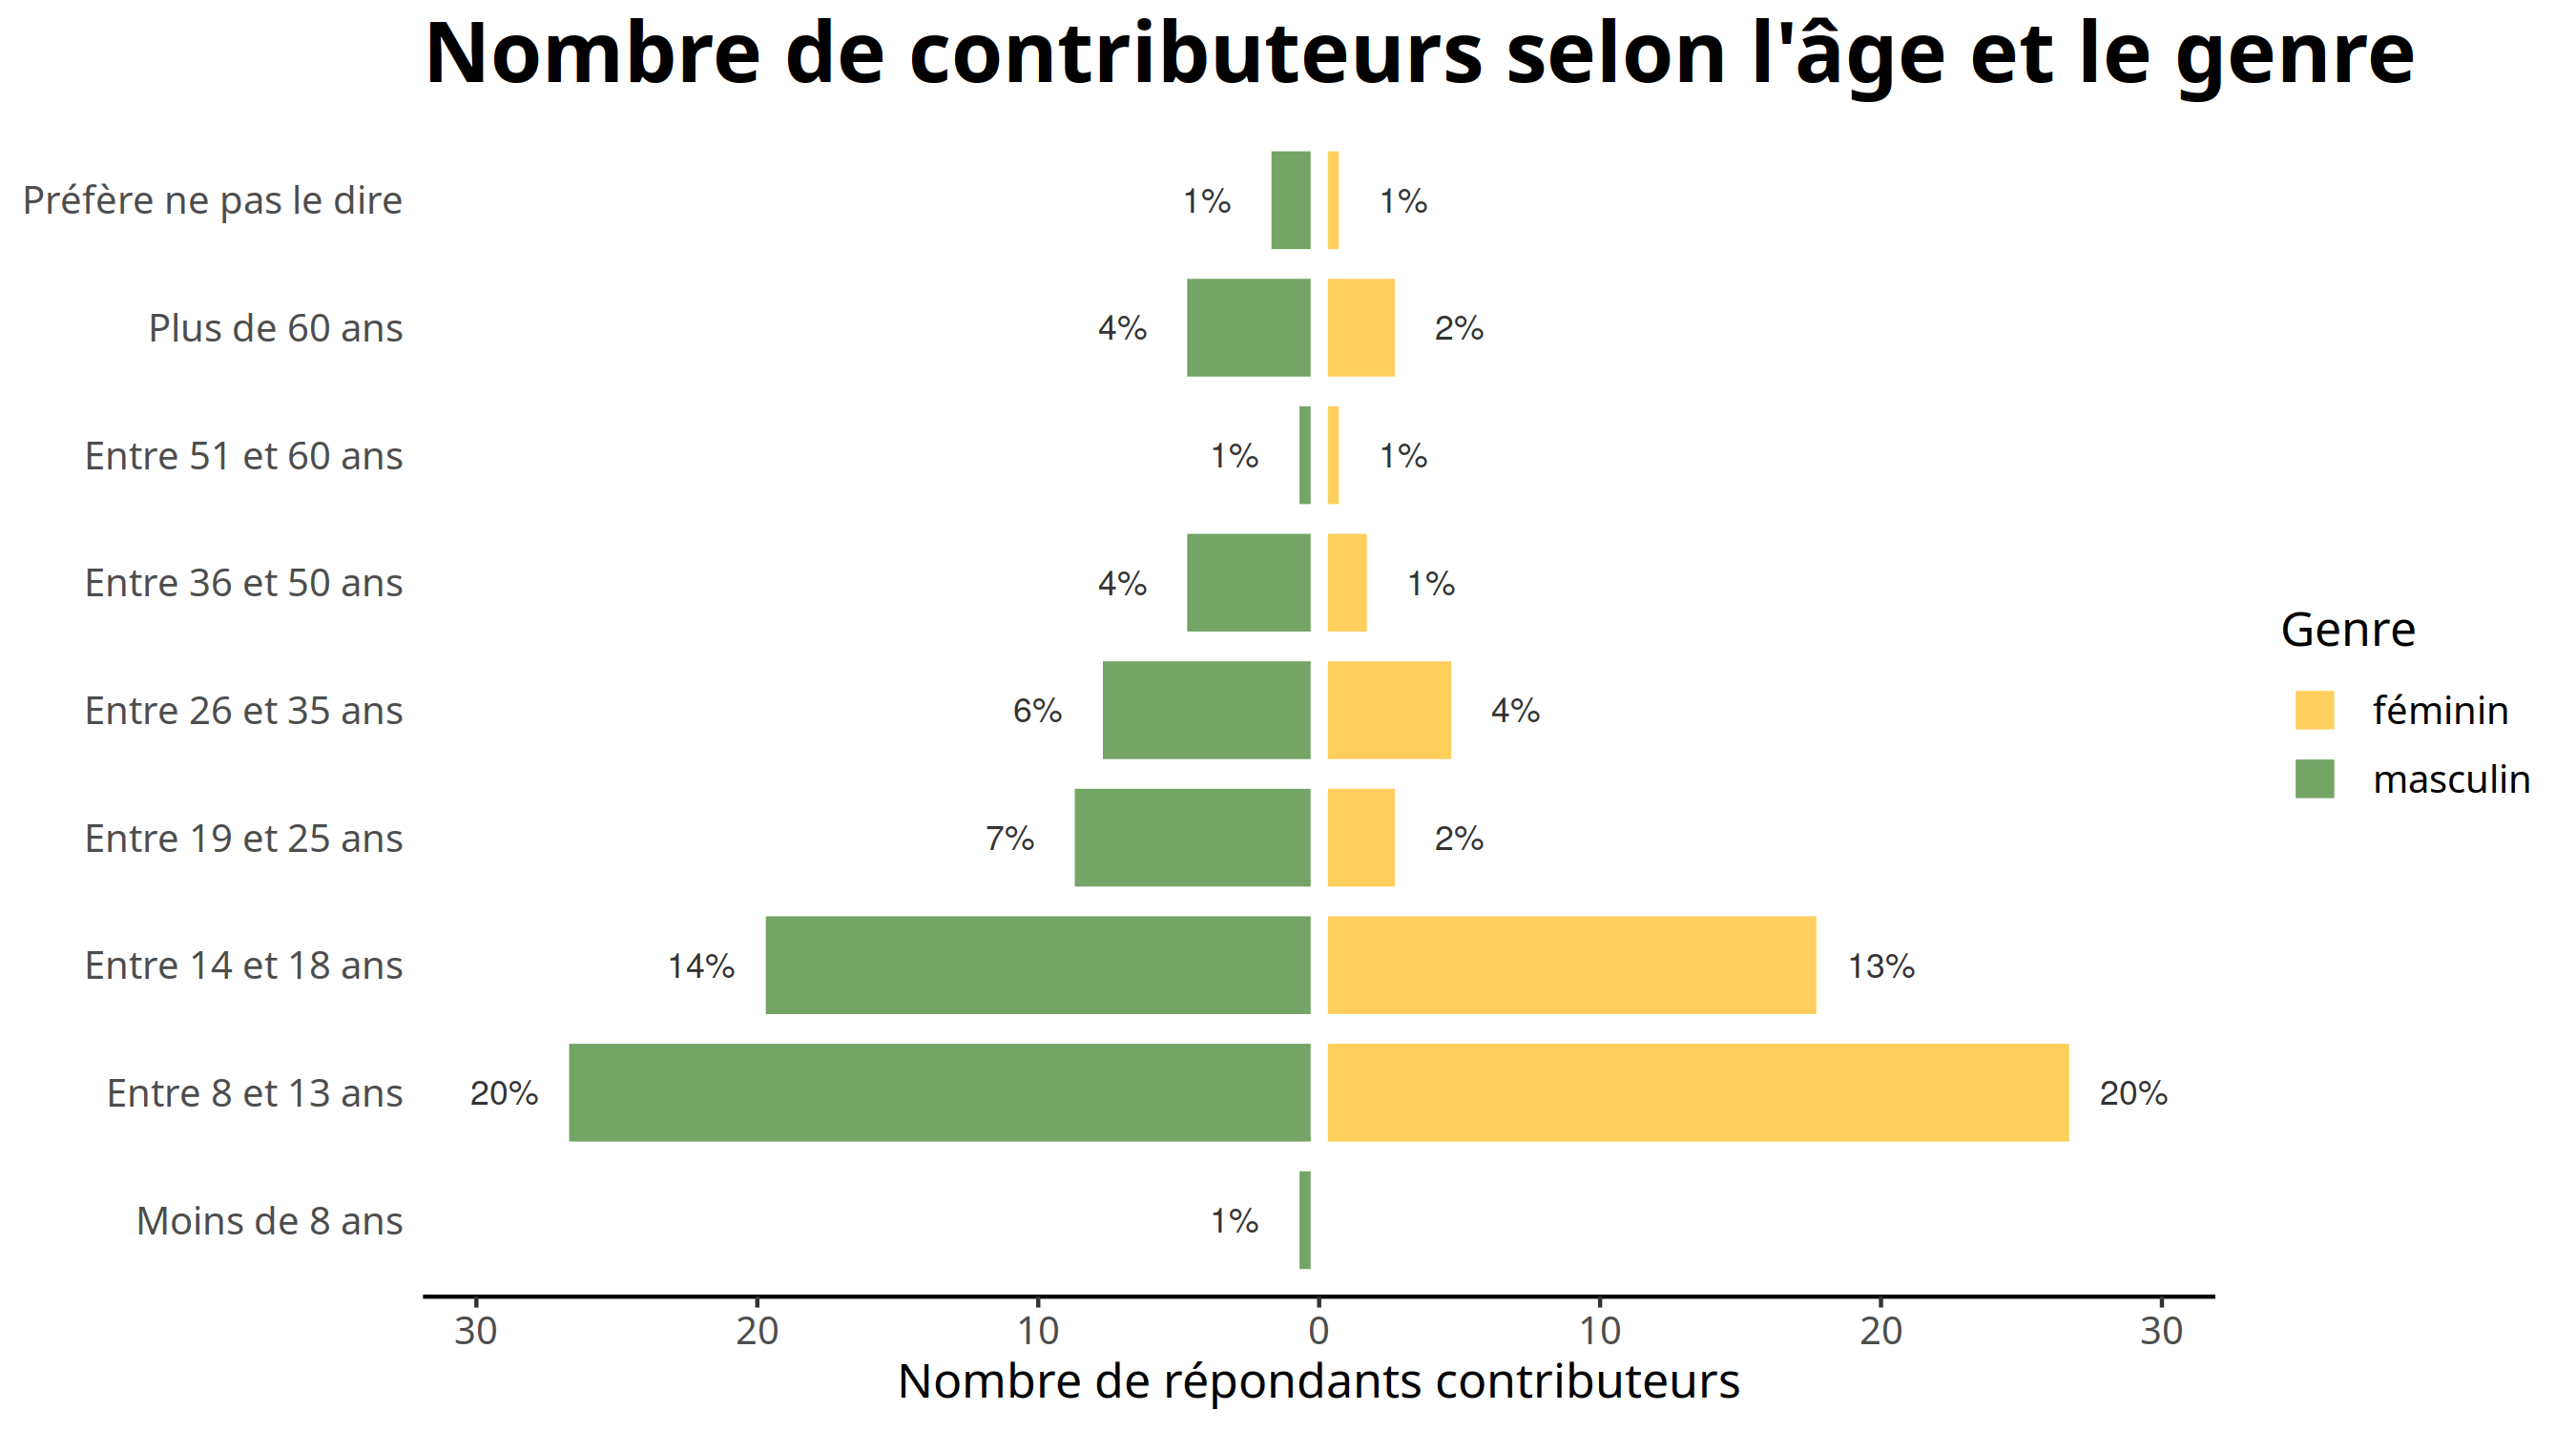 Nombre de contributeurs selon l'âge et le genre
Préfère ne pas le dire
1%
1%
Plus de 60 ans
4%
2%
Entre 51 et 60 ans
1%
1%
Entre 36 et 50 ans
4%
1%
Entre 26 et 35 ans
6%
4%
Entre 19 et 25 ans
7%
2%
Entre 14 et 18 ans
14%
13%
Entre 8 et 13 ans
20%
20%
Moins de 8 ans
1%
30 20 10 0 10 20 30
Nombre de répondants contributeurs
Genre
féminin
masculin